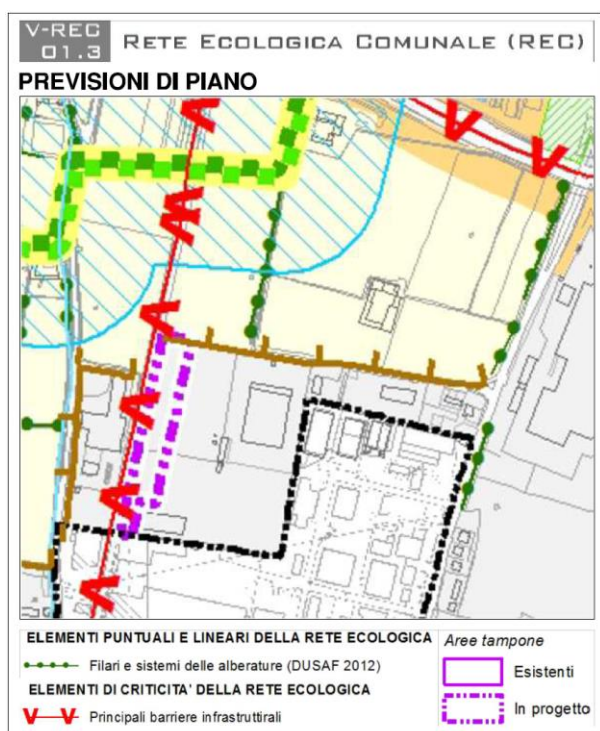 V-REC
01.3
RETE ECOLOGICA COMUNALE (REC)
PREVISIONI DI PIANO
ELEMENTI PUNTUALI E LINEARI DELLA RETE ECOLOGICA
Filari e sistemi delle alberature (DUSAF 2012)
ELEMENTI DI CRITICITA' DELLA RETE ECOLOGICA
Principali barriere infrastruttirali
Aree tampone
Esistenti
In progetto